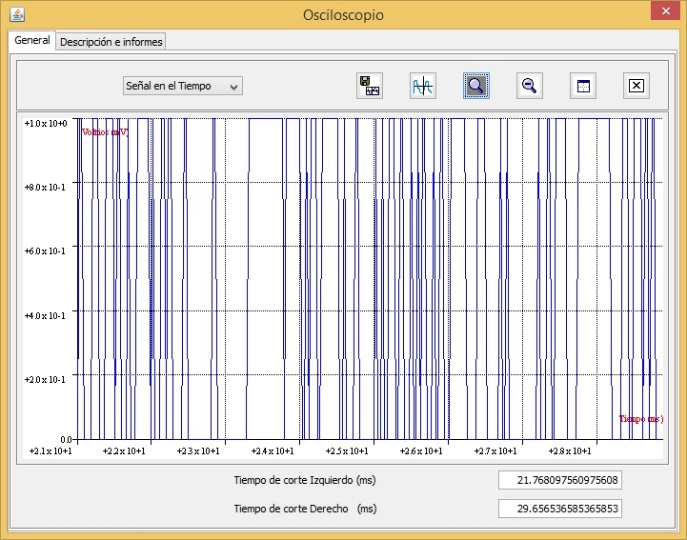 Osciloscopio
General
Descripción e informes
Señal en el Tiempo
+1.0 x 10+0
Voltios m(V)
+8.0 x 10-1
+6.0 x 10-1
+4.0 x 10-1
+2.0 x 10-1
Tiempo (ms)
0.0
+2.1 x 10+1 +2.2 x 10+1 +2.3 x 10+1 +2.4 x 10+1 +2.5 x 10+1 +2.6 x 10+1 +2.7 x 10+1 +2.8 x 10+1
Tiempo de corte Izquierdo (ms) 21.768097560975608
Tiempo de corte Derecho (ms) 29.656536585365853